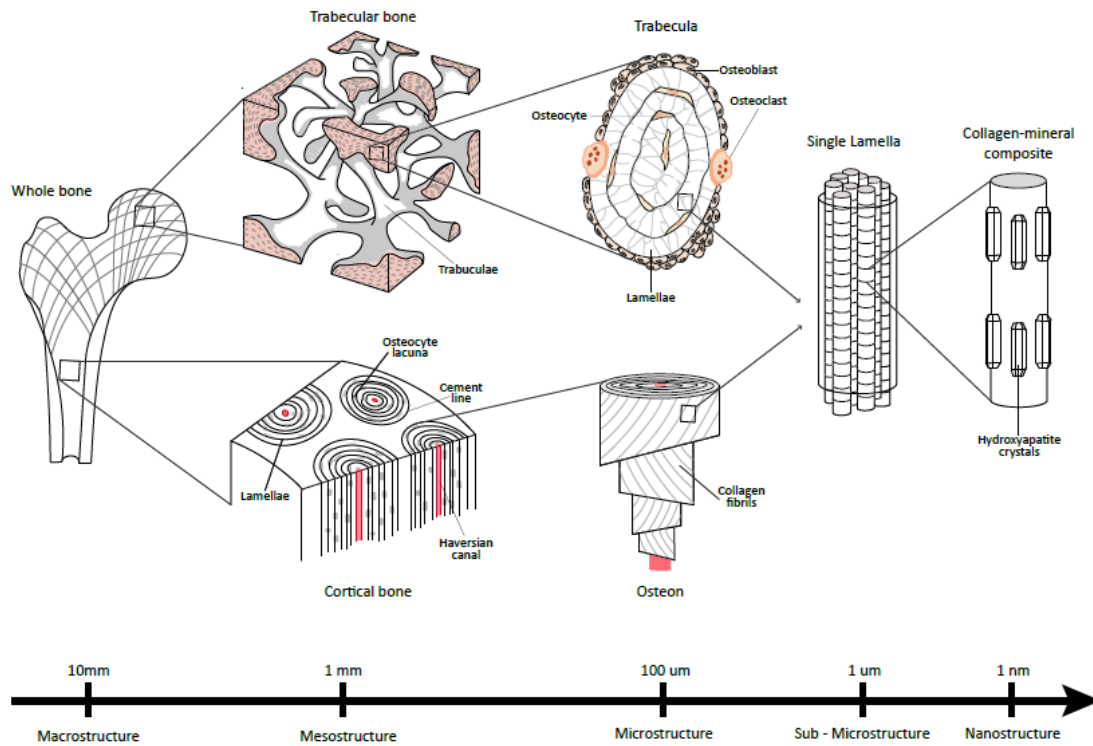 Trabecular bone
Trabecula
Osteoblast
Osteoclast
Osteocyte
Single Lamella
Collagen-mineral
composite
Whole bone
Trabuculae
Lamellae
Osteocyte
lacuna
Cement
line
Lamellae
Haversian
canal
Collagen
fibrils
Hydroxyapatite
crystals
Cortical bone
Osteon
10mm
1 mm
100 um
1 um
1 nm
Macrostructure
Mesostructure
Microstructure
Sub - Microstructure
Nanostructure